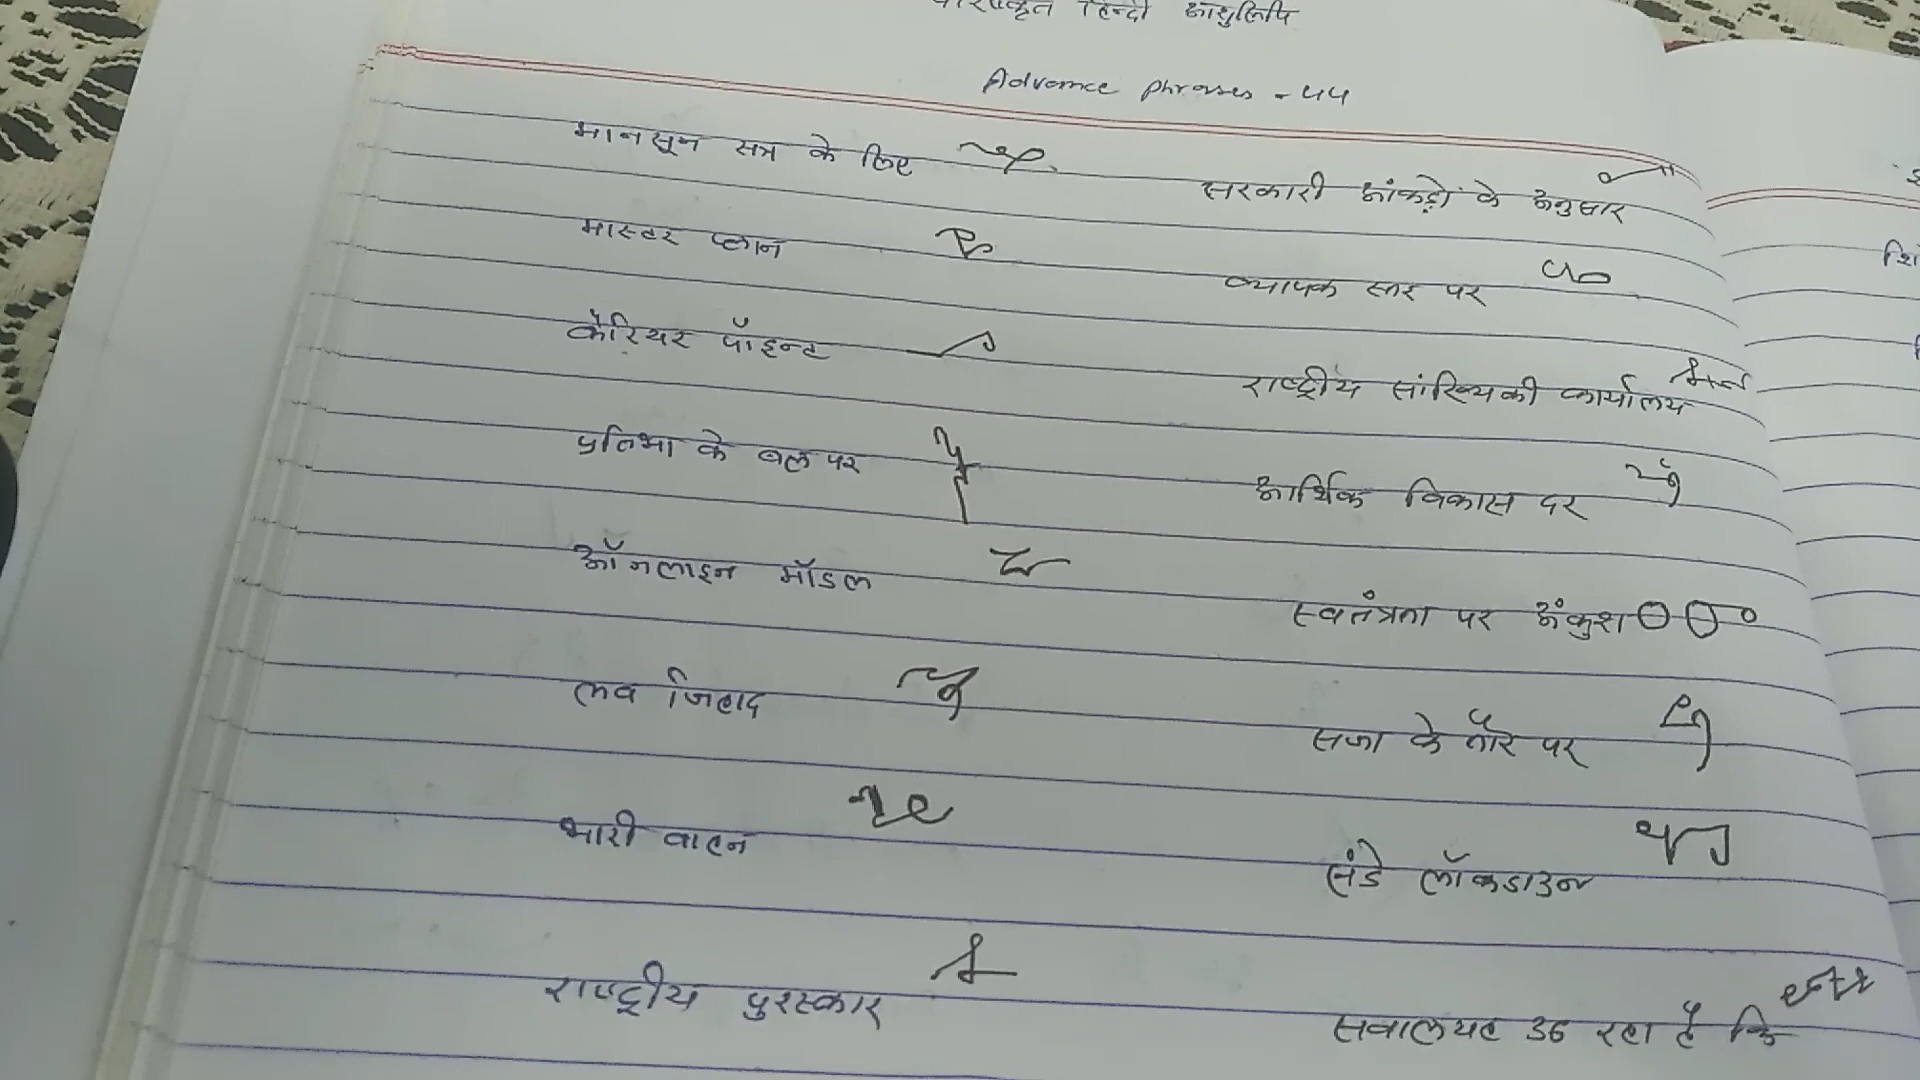 परिष्कृत हिन्दी आशुलिपि
Advance phrases - 44
मानसून सत्र के लिए
सरकारी आंकड़ों के अनुसार
मास्टर प्लान
व्यापक स्तर पर
कैरियर पॉइन्ट
राष्ट्रीय सांख्यिकी कार्यालय
प्रतिभा के बल पर
आर्थिक विकास दर
ऑनलाइन मॉडल
स्वतंत्रता पर अंकुश
लव जिहाद
सजा के तौर पर
भारी वाहन
संडे लॉकडाउन
राष्ट्रीय पुरस्कार
सवाल यह उठ रहा है कि